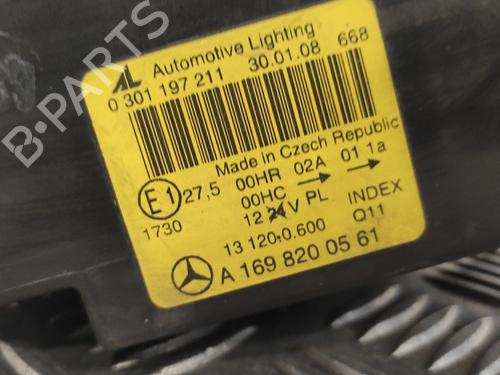 AL Automotive Lighting
0 301 197 211 30.01.08 668
Made in Czech Republic
E1 27,5 00HR 02A 01 1a
00HC → →
1730 12 24 V PL INDEX
13 120.0.600 Q11
A 169 820 05 61
B-PARTS